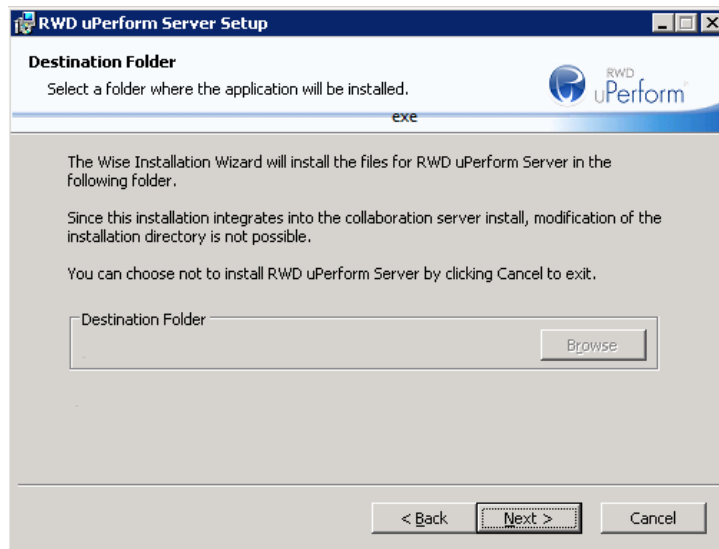 RWD uPerform Server Setup
Destination Folder
Select a folder where the application will be installed.
RWD
uPerform
exe
The Wise Installation Wizard will install the files for RWD uPerform Server in the
following folder.
Since this installation integrates into the collaboration server install, modification of the
installation directory is not possible.
You can choose not to install RWD uPerform Server by clicking Cancel to exit.
Destination Folder
Browse
< Back Next > Cancel